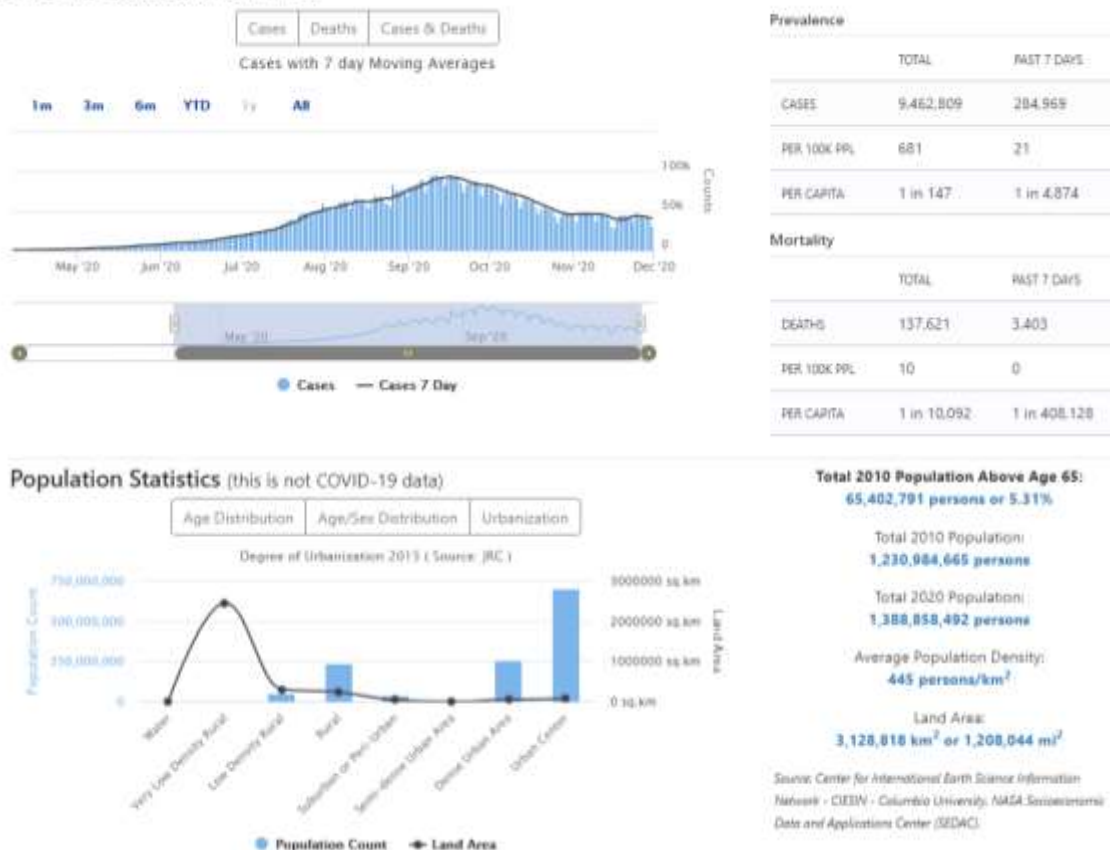 Cases Deaths Cases & Deaths
Cases with 7 day Moving Averages
1m 3m 6m YTD 1y All
100k
50k
0
Counts
May '20 Jun '20 Jul '20 Aug '20 Sep '20 Oct '20 Nov '20 Dec '20
May '20 Sep '20
Cases Cases 7 Day
Prevalence
TOTAL PAST 7 DAYS
CASES 9,462,809 284,969
PER 100K PPL 681 21
PER CAPITA 1 in 147 1 in 4,874
Mortality
TOTAL PAST 7 DAYS
DEATHS 137,621 3,403
PER 100K PPL 10 0
PER CAPITA 1 in 10,092 1 in 408,128
Population Statistics (this is not COVID-19 data)
Age Distribution Age/Sex Distribution Urbanization
Degree of Urbanization 2015 ( Source: JRC )
Population Count
750,000,000
500,000,000
250,000,000
0
3000000 sq km
2000000 sq km
1000000 sq km
0 sq km
Land Area
Water
Very Low Density Rural
Low Density Rural
Rural
Suburban or Peri-Urban
Semi-dense Urban Area
Dense Urban Area
Urban Center
Population Count Land Area
Total 2010 Population Above Age 65:
65,402,791 persons or 5.31%
Total 2010 Population:
1,230,984,665 persons
Total 2020 Population:
1,388,858,492 persons
Average Population Density:
445 persons/km²
Land Area:
3,128,818 km² or 1,208,044 mi²
Source: Center for International Earth Science Information
Network - CIESIN - Columbia University. NASA Socioeconomic
Data and Applications Center (SEDAC).